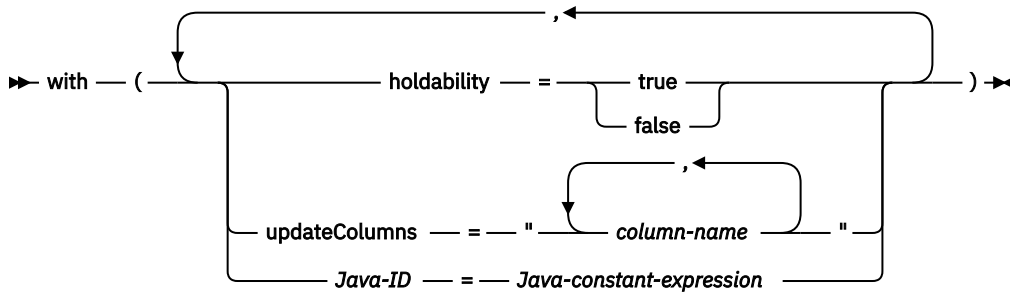 ,
with ( holdability = true )
false
,
updateColumns = " column-name "
Java-ID = Java-constant-expression